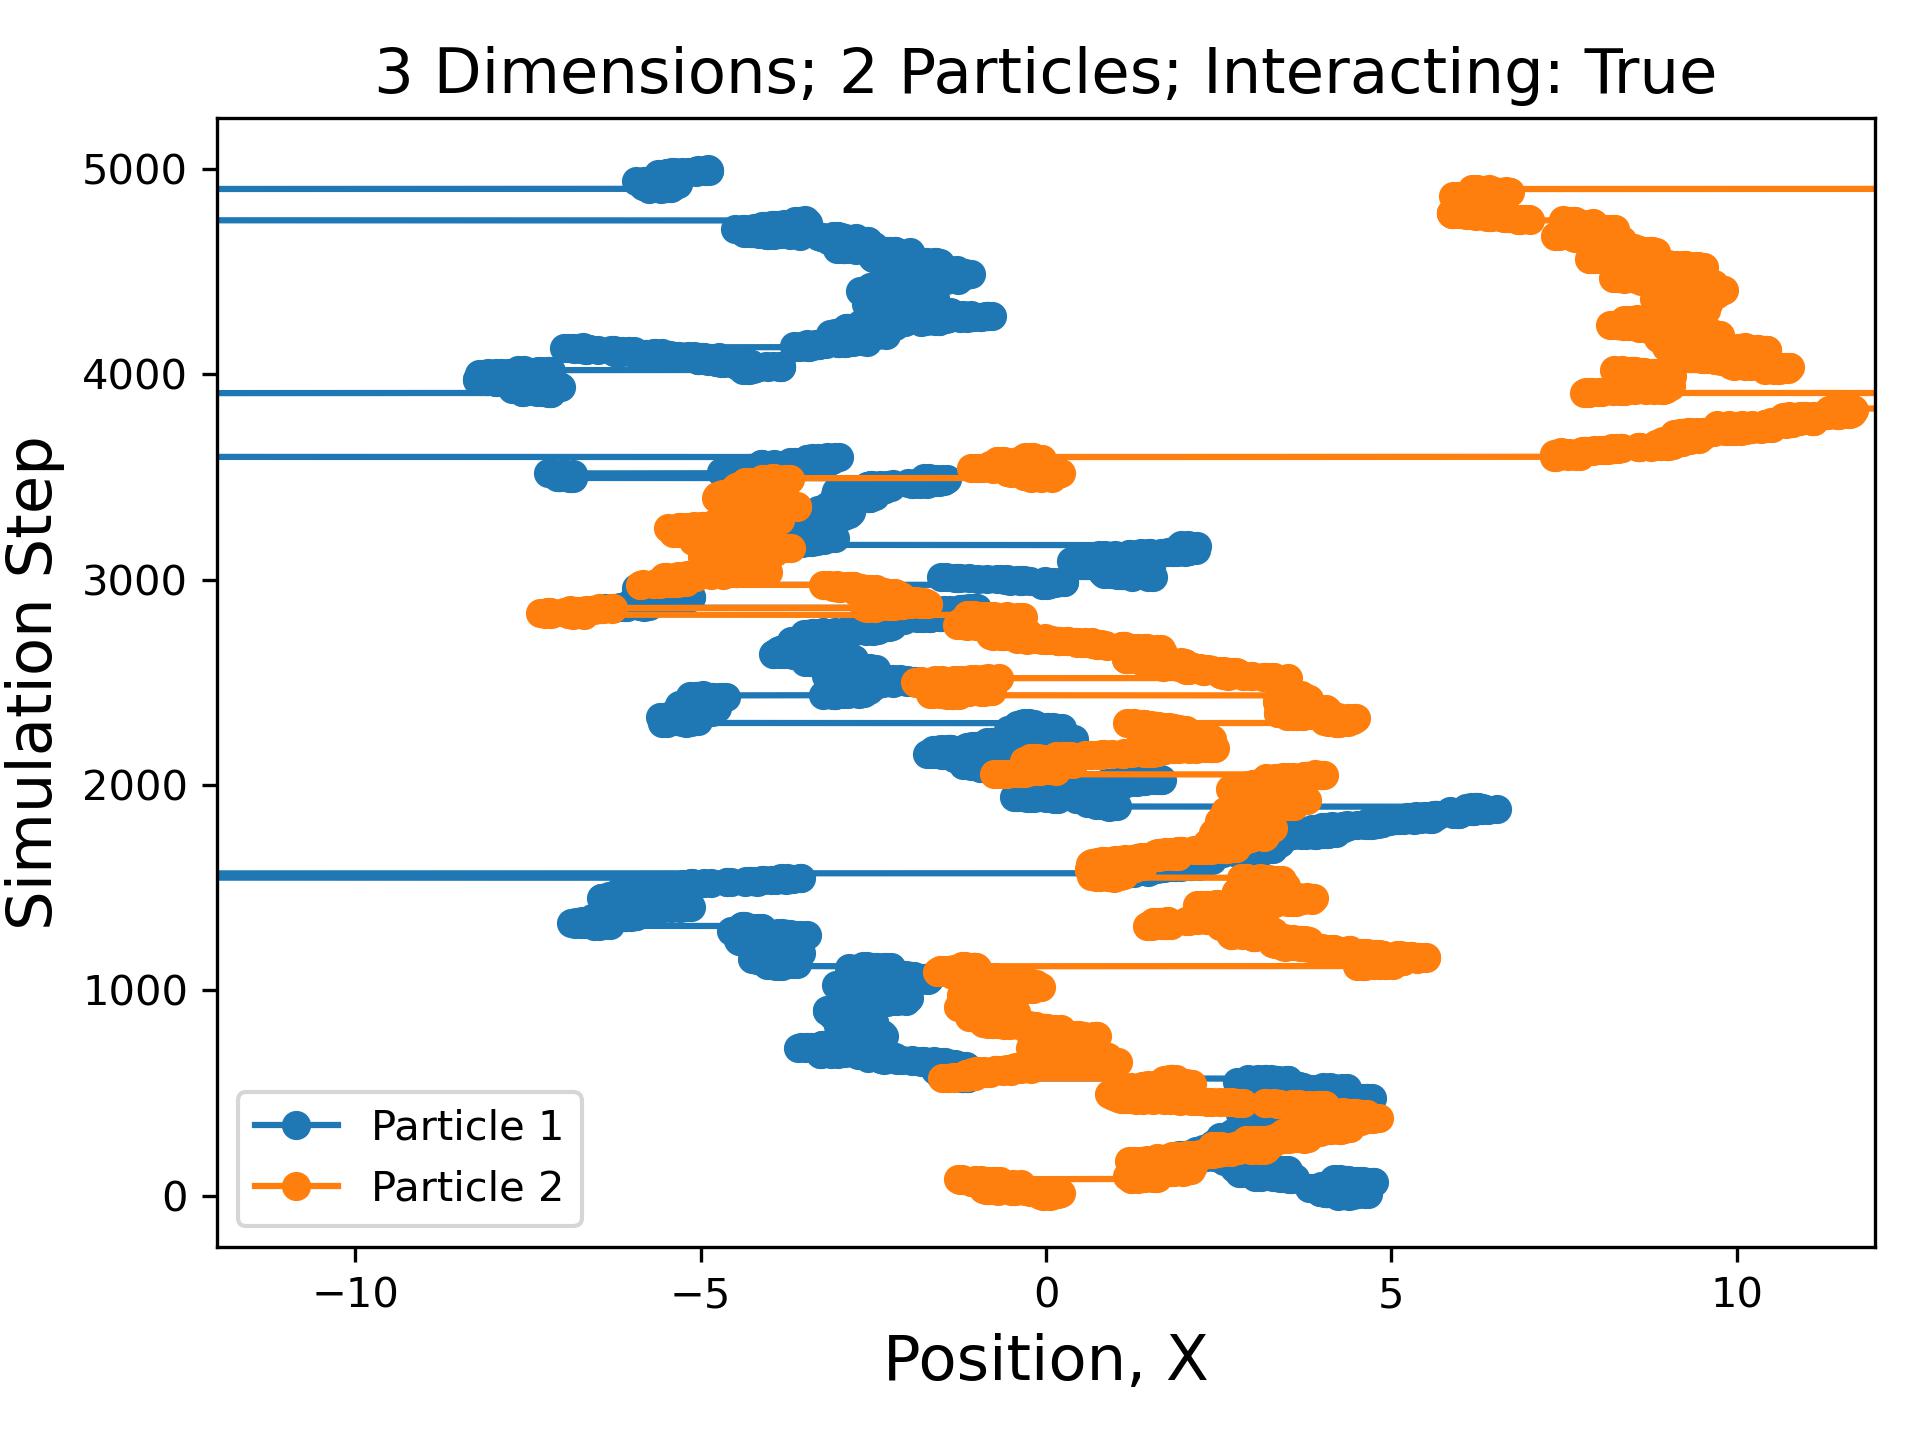 3 Dimensions; 2 Particles; Interacting: True
Simulation Step
5000
4000
3000
2000
1000
0
Particle 1
Particle 2
−10 −5 0 5 10
Position, X